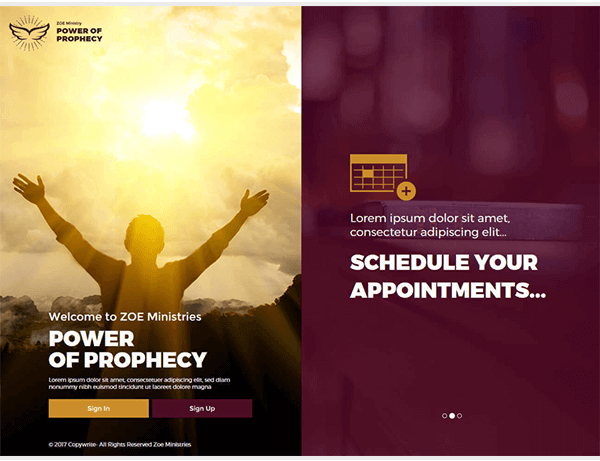 ZOE Ministry
POWER OF
PROPHECY
Welcome to ZOE Ministries
POWER
OF PROPHECY
Lorem ipsum dolor sit amet, consectetuer adipiscing elit, sed diam
nonummy nibh euismod tincidunt ut laoreet dolore magna
Sign In
Sign Up
© 2017 Copywrite- All Rights Reserved Zoe Ministries
Lorem ipsum dolor sit amet,
consectetur adipiscing elit...
SCHEDULE YOUR
APPOINTMENTS...